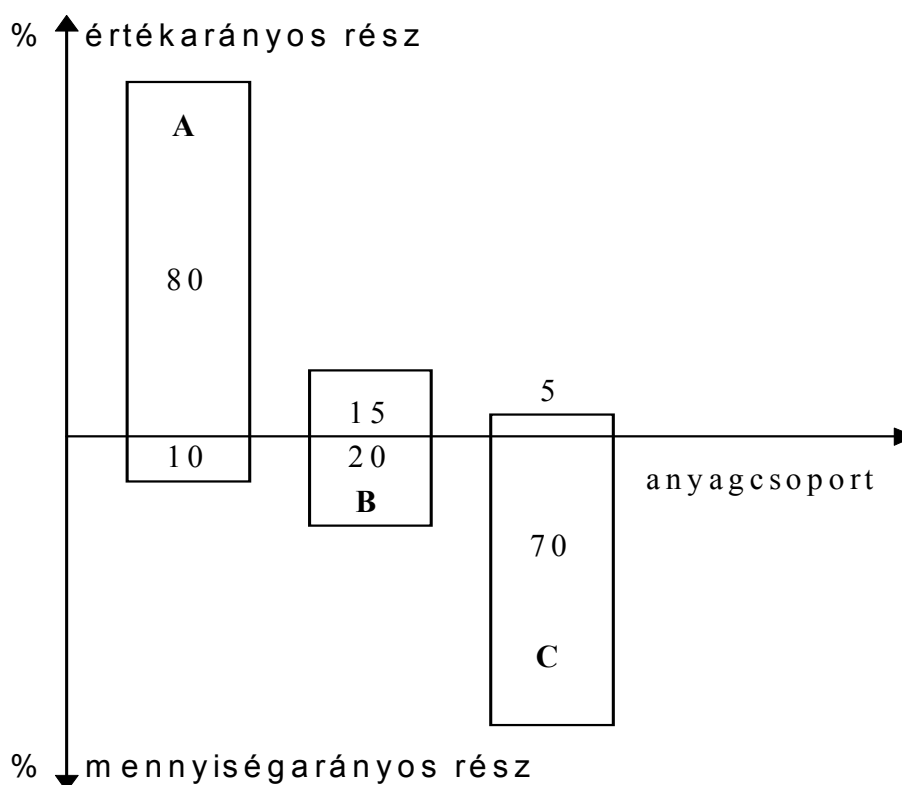 % értékarányos rész
A
80
15
5
10
20
anyagcsoport
B
70
C
% mennyiségarányos rész